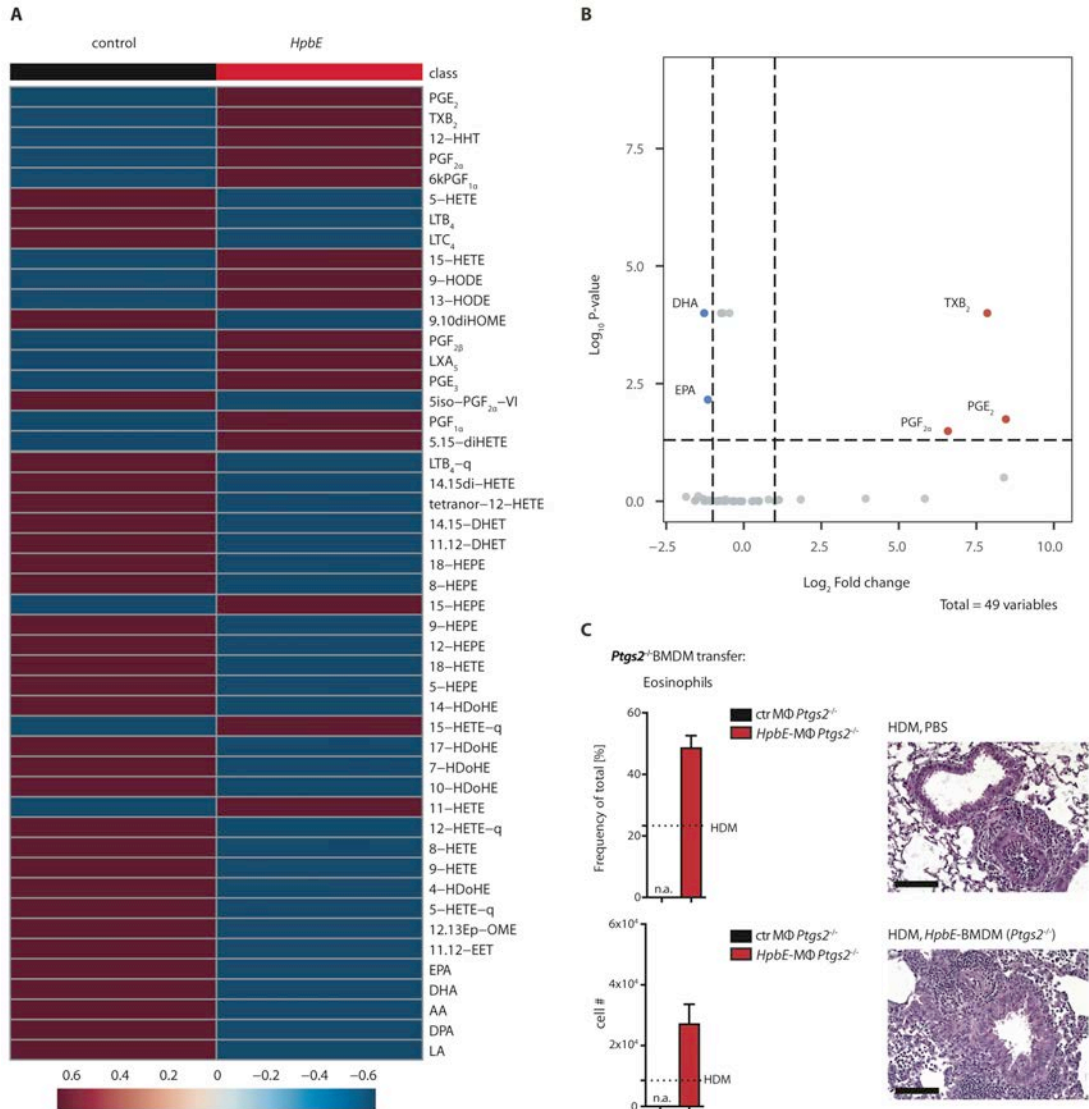 A
control HpbE
class
PGE₂
TXB₂
12−HHT
PGF₂α
6kPGF₁α
5−HETE
LTB₄
LTC₄
15−HETE
9−HODE
13−HODE
9.10diHOME
PGF₂β
LXA₅
PGE₃
5iso−PGF₂α−VI
PGF₁α
5.15−diHETE
LTB₄−q
14.15di−HETE
tetranor−12−HETE
14.15−DHET
11.12−DHET
18−HEPE
8−HEPE
15−HEPE
9−HEPE
12−HEPE
18−HETE
5−HEPE
14−HDoHE
15−HETE−q
17−HDoHE
7−HDoHE
10−HDoHE
11−HETE
12−HETE−q
8−HETE
9−HETE
4−HDoHE
5−HETE−q
12.13Ep−OME
11.12−EET
EPA
DHA
AA
DPA
LA
0.6 0.4 0.2 0 −0.2 −0.4 −0.6
B
Log₁₀ P-value
7.5
5.0
2.5
0.0
DHA
TXB₂
EPA
PGE₂
PGF₂α
−2.5 0.0 2.5 5.0 7.5 10.0
Log₂ Fold change
Total = 49 variables
C
Ptgs2⁻/⁻BMDM transfer:
Eosinophils
Frequency of total [%]
60
40
20
0
HDM
n.a.
ctr MΦ Ptgs2⁻/⁻
HpbE-MΦ Ptgs2⁻/⁻
HDM, PBS
cell #
6x10⁴
4x10⁴
2x10⁴
0
HDM
n.a.
ctr MΦ Ptgs2⁻/⁻
HpbE-MΦ Ptgs2⁻/⁻
HDM, HpbE-BMDM (Ptgs2⁻/⁻)